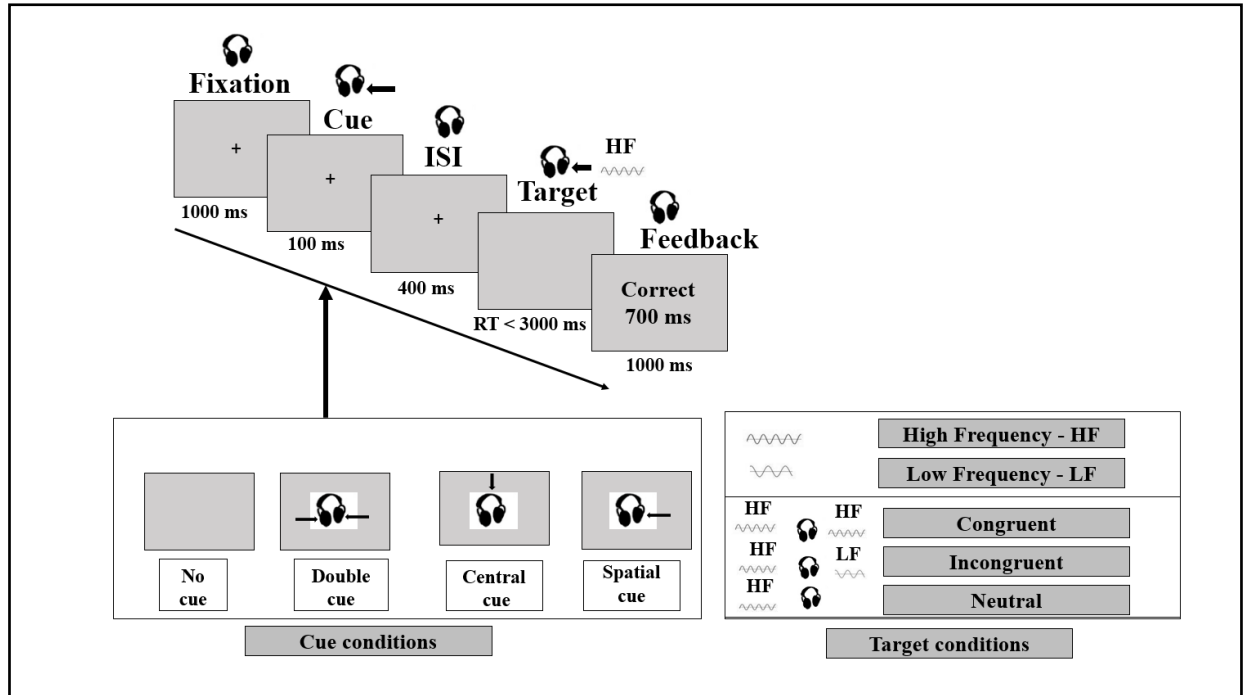 Fixation
+
1000 ms
Cue
+
100 ms
ISI
+
400 ms
HF
Target
RT < 3000 ms
Feedback
Correct
700 ms
1000 ms
No
cue
Double
cue
Central
cue
Spatial
cue
Cue conditions
High Frequency - HF
Low Frequency - LF
HF HF
Congruent
HF LF
Incongruent
HF
Neutral
Target conditions